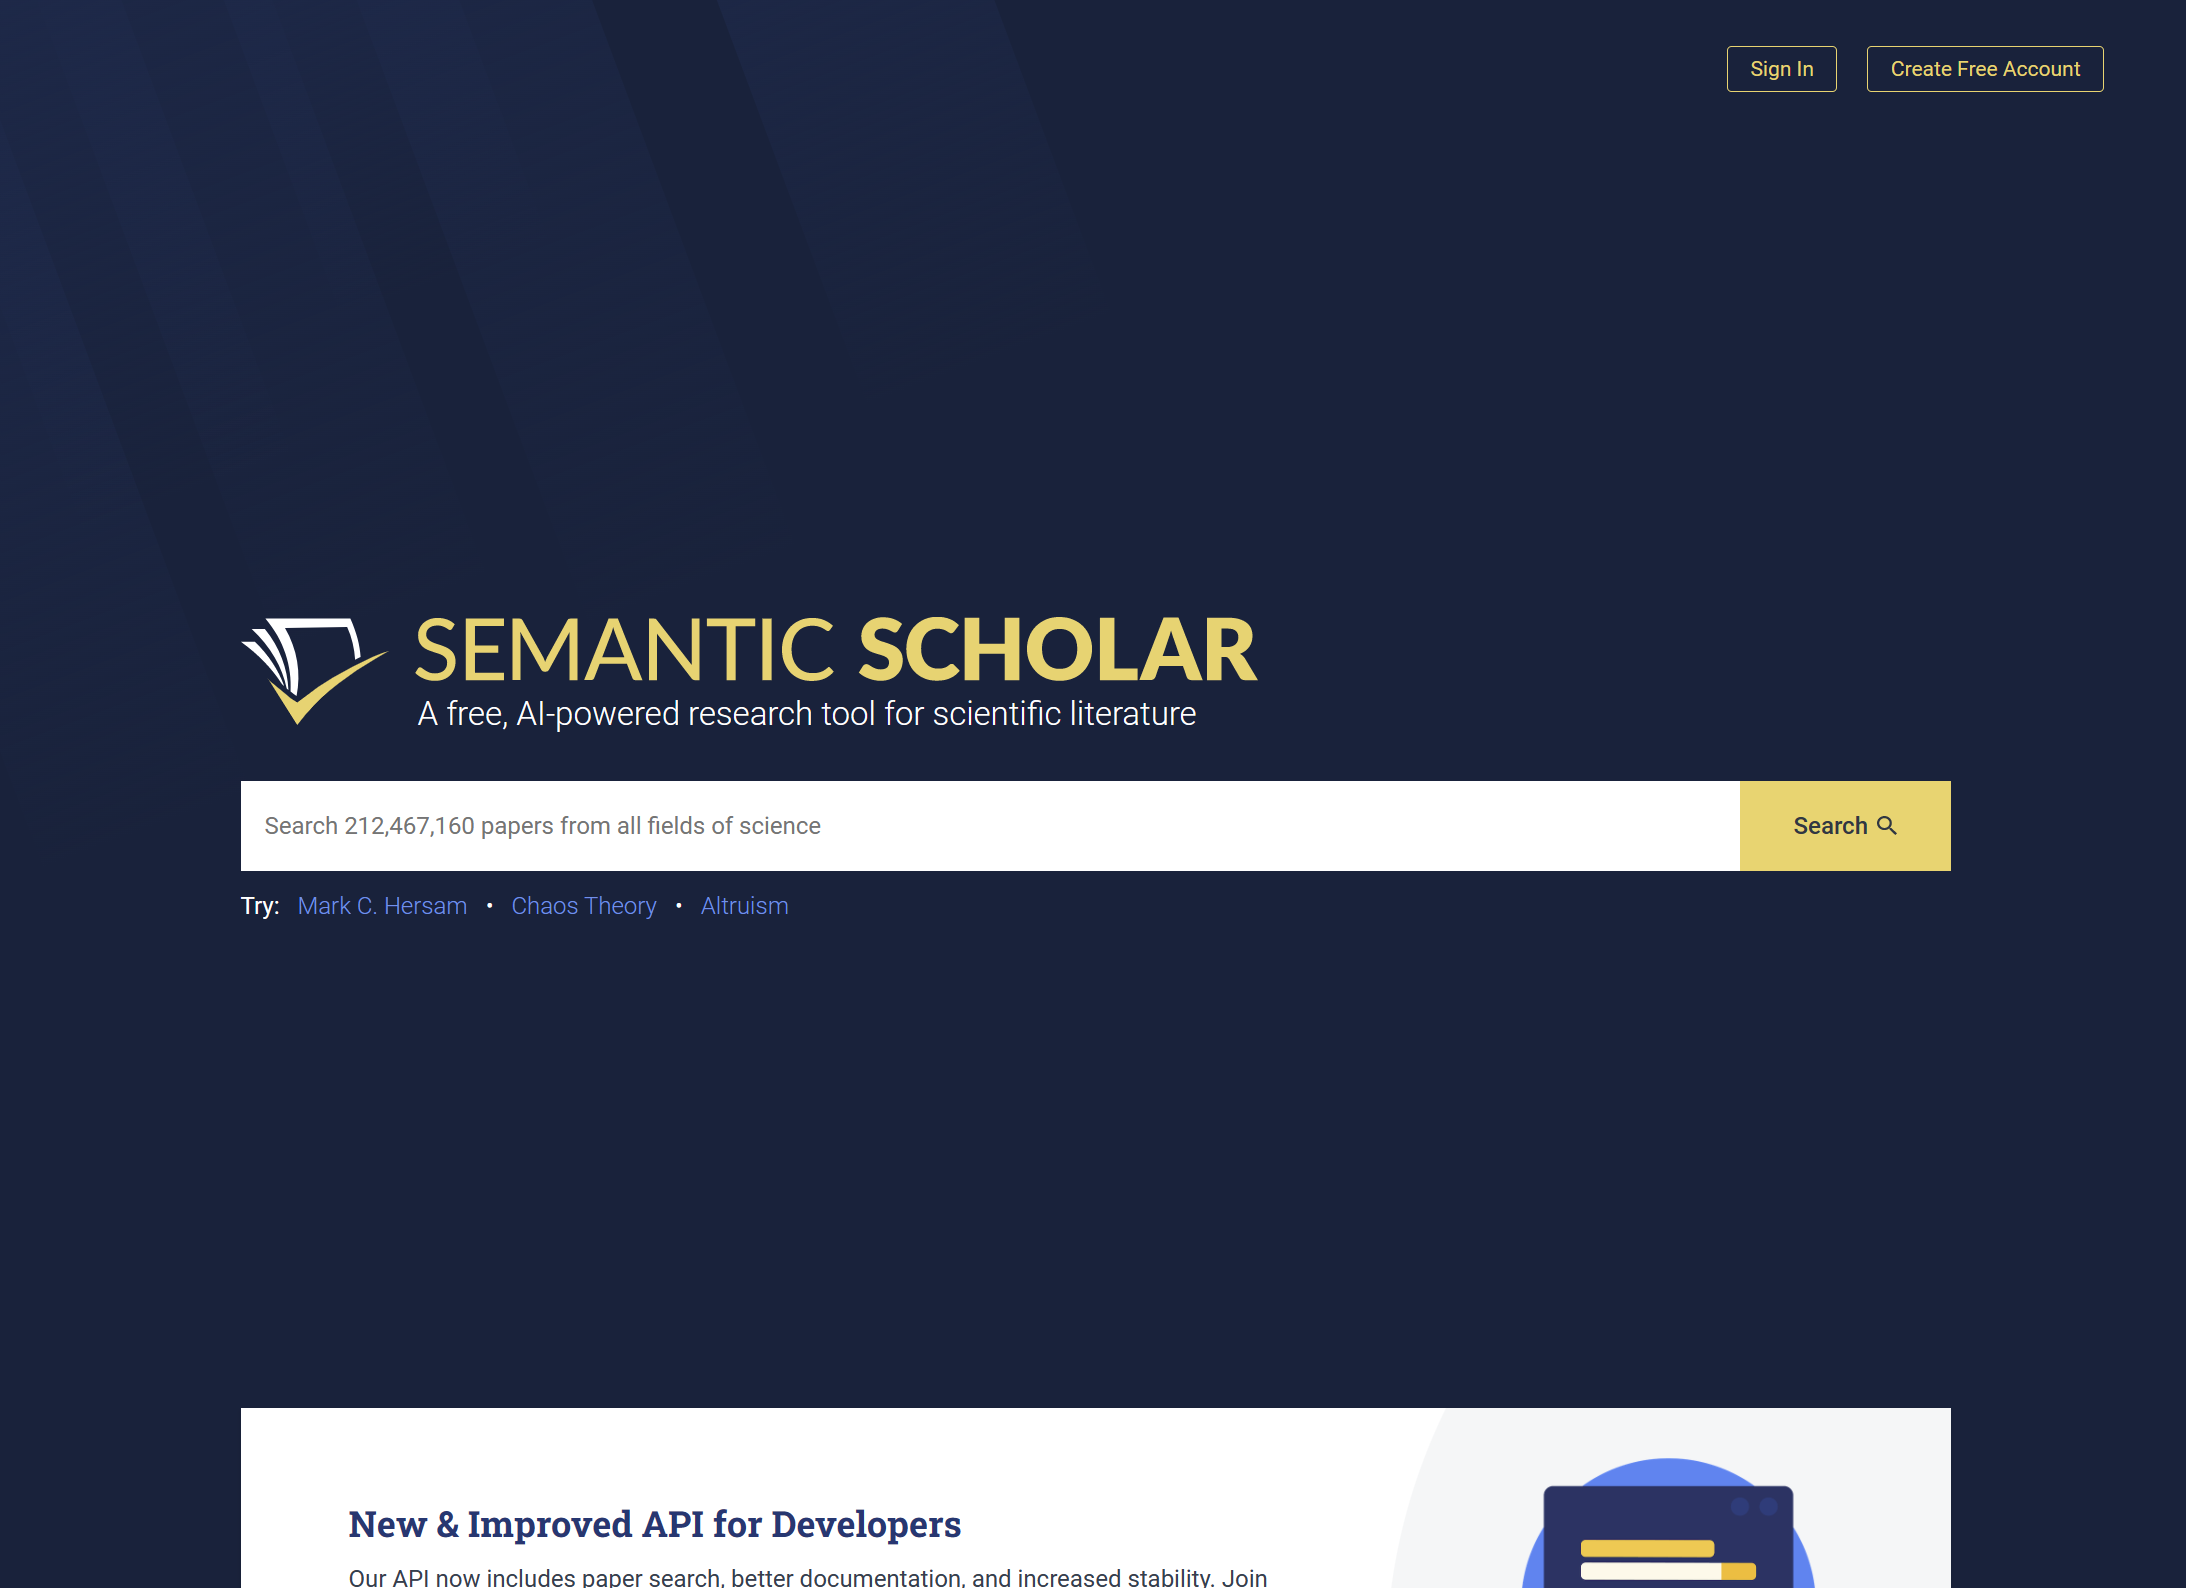 Sign In
Create Free Account
SEMANTIC SCHOLAR
A free, AI-powered research tool for scientific literature
Search 212,467,160 papers from all fields of science
Search
Try: Mark C. Hersam • Chaos Theory • Altruism
New & Improved API for Developers
Our API now includes paper search, better documentation, and increased stability. Join